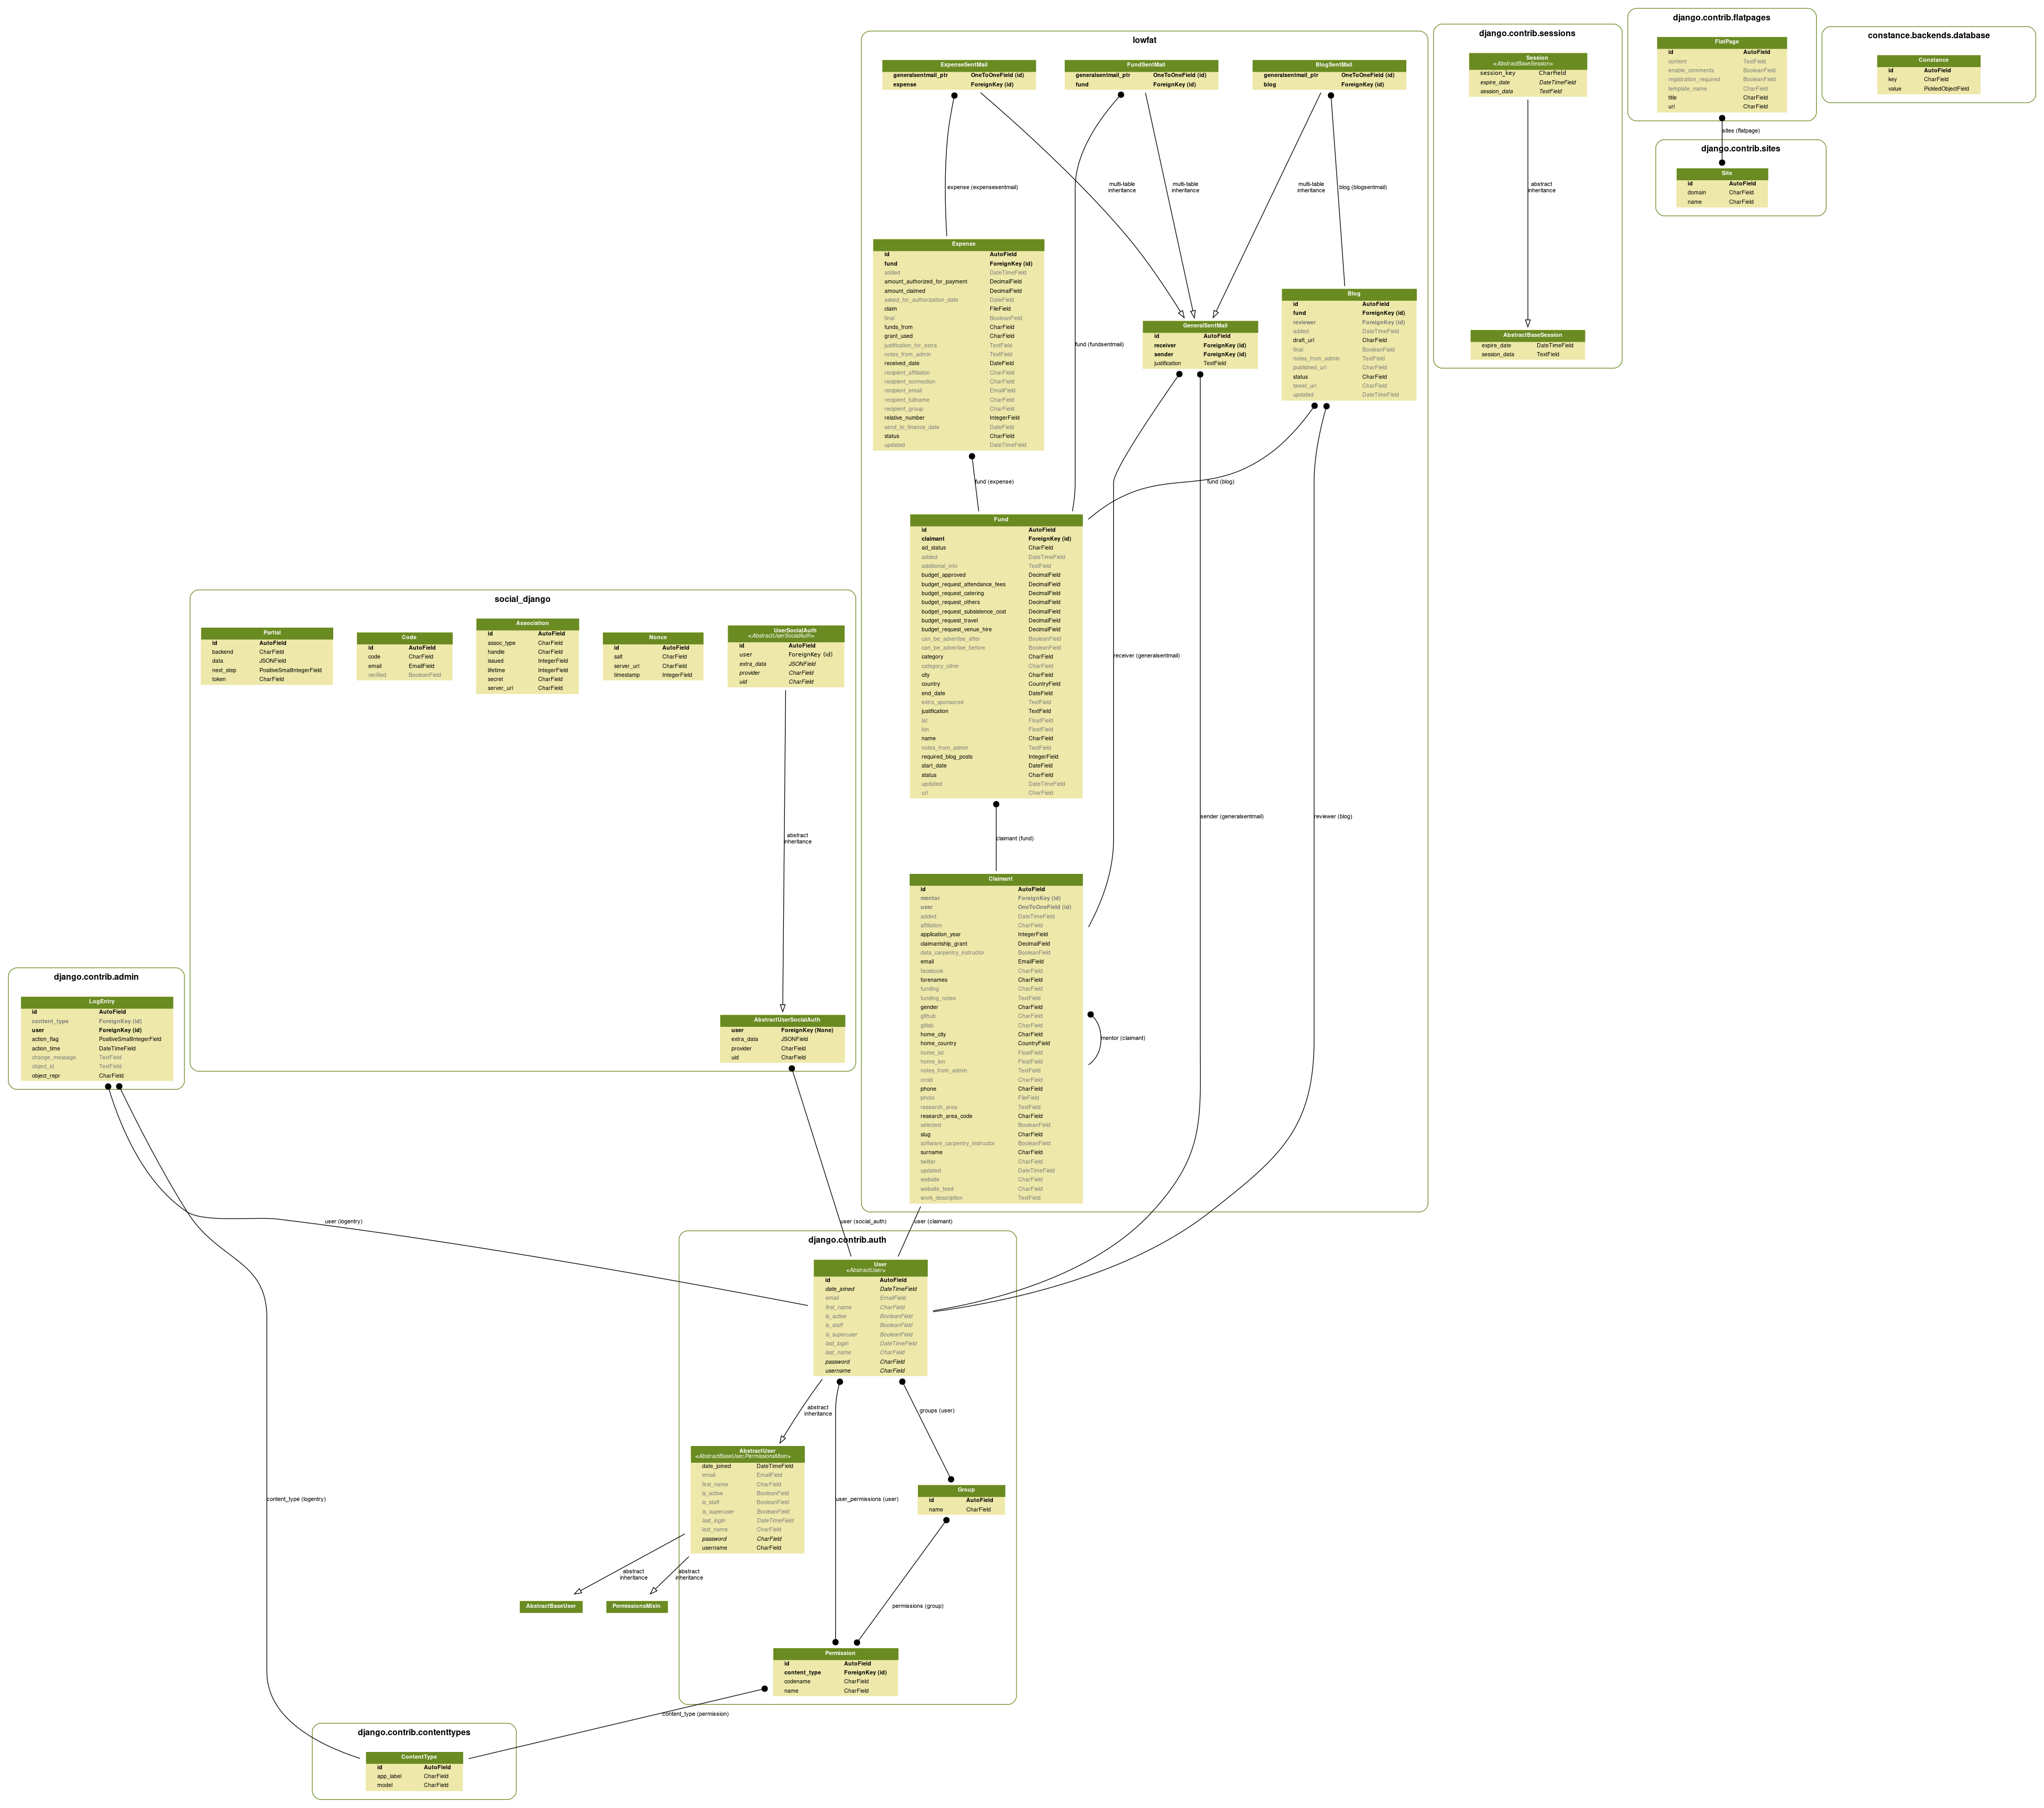 lowfat
ExpenseSentMail
generalsentmail_ptr OneToOneField (id)
expense ForeignKey (id)
FundSentMail
generalsentmail_ptr OneToOneField (id)
fund ForeignKey (id)
BlogSentMail
generalsentmail_ptr OneToOneField (id)
blog ForeignKey (id)
expense (expensesentmail)
multi-table
inheritance
multi-table
inheritance
multi-table
inheritance
blog (blogsentmail)
Expense
id AutoField
fund ForeignKey (id)
added DateTimeField
amount_authorized_for_payment DecimalField
amount_claimed DecimalField
asked_for_authorization_date DateField
claim FileField
final BooleanField
funds_from CharField
grant_used CharField
justification_for_extra TextField
notes_from_admin TextField
received_date DateField
recipient_affiliation CharField
recipient_connection CharField
recipient_email EmailField
recipient_fullname CharField
recipient_group CharField
relative_number IntegerField
send_to_finance_date DateField
status CharField
updated DateTimeField
fund (fundsentmail)
GeneralSentMail
id AutoField
receiver ForeignKey (id)
sender ForeignKey (id)
justification TextField
Blog
id AutoField
fund ForeignKey (id)
reviewer ForeignKey (id)
added DateTimeField
draft_url CharField
final BooleanField
notes_from_admin TextField
published_url CharField
status CharField
tweet_url CharField
updated DateTimeField
fund (expense)
fund (blog)
Fund
id AutoField
claimant ForeignKey (id)
ad_status CharField
added DateTimeField
additional_info TextField
budget_approved DecimalField
budget_request_attendance_fees DecimalField
budget_request_catering DecimalField
budget_request_others DecimalField
budget_request_subsistence_cost DecimalField
budget_request_travel DecimalField
budget_request_venue_hire DecimalField
can_be_advertise_after BooleanField
can_be_advertise_before BooleanField
category CharField
category_other CharField
city CharField
country CountryField
end_date DateField
extra_sponsored TextField
justification TextField
lat FloatField
lon FloatField
name CharField
notes_from_admin TextField
required_blog_posts IntegerField
start_date DateField
status CharField
updated DateTimeField
url CharField
receiver (generalsentmail)
claimant (fund)
sender (generalsentmail)
reviewer (blog)
Claimant
id AutoField
mentor ForeignKey (id)
user OneToOneField (id)
added DateTimeField
affiliation CharField
application_year IntegerField
claimantship_grant DecimalField
data_carpentry_instructor BooleanField
email EmailField
facebook CharField
forenames CharField
funding CharField
funding_notes TextField
gender CharField
github CharField
gitlab CharField
home_city CharField
home_country CountryField
home_lat FloatField
home_lon FloatField
notes_from_admin TextField
orcid CharField
phone CharField
photo FileField
research_area TextField
research_area_code CharField
selected BooleanField
slug CharField
software_carpentry_instructor BooleanField
surname CharField
twitter CharField
updated DateTimeField
website CharField
website_feed CharField
work_description TextField
mentor (claimant)
django.contrib.sessions
Session
<AbstractBaseSession>
session_key CharField
expire_date DateTimeField
session_data TextField
abstract
inheritance
AbstractBaseSession
expire_date DateTimeField
session_data TextField
django.contrib.flatpages
FlatPage
id AutoField
content TextField
enable_comments BooleanField
registration_required BooleanField
template_name CharField
title CharField
url CharField
sites (flatpage)
django.contrib.sites
Site
id AutoField
domain CharField
name CharField
constance.backends.database
Constance
id AutoField
key CharField
value PickledObjectField
social_django
Partial
id AutoField
backend CharField
data JSONField
next_step PositiveSmallIntegerField
token CharField
Code
id AutoField
code CharField
email EmailField
verified BooleanField
Association
id AutoField
assoc_type CharField
handle CharField
issued IntegerField
lifetime IntegerField
secret CharField
server_url CharField
Nonce
id AutoField
salt CharField
server_url CharField
timestamp IntegerField
UserSocialAuth
<AbstractUserSocialAuth>
id AutoField
user ForeignKey (id)
extra_data JSONField
provider CharField
uid CharField
abstract
inheritance
AbstractUserSocialAuth
user ForeignKey (None)
extra_data JSONField
provider CharField
uid CharField
django.contrib.admin
LogEntry
id AutoField
content_type ForeignKey (id)
user ForeignKey (id)
action_flag PositiveSmallIntegerField
action_time DateTimeField
change_message TextField
object_id TextField
object_repr CharField
user (logentry)
user (social_auth)
user (claimant)
django.contrib.auth
User
<AbstractUser>
id AutoField
date_joined DateTimeField
email EmailField
first_name CharField
is_active BooleanField
is_staff BooleanField
is_superuser BooleanField
last_login DateTimeField
last_name CharField
password CharField
username CharField
abstract
inheritance
groups (user)
AbstractUser
<AbstractBaseUser,PermissionsMixin>
date_joined DateTimeField
email EmailField
first_name CharField
is_active BooleanField
is_staff BooleanField
is_superuser BooleanField
last_login DateTimeField
last_name CharField
password CharField
username CharField
user_permissions (user)
Group
id AutoField
name CharField
content_type (logentry)
abstract
inheritance
abstract
inheritance
AbstractBaseUser
PermissionsMixin
permissions (group)
Permission
id AutoField
content_type ForeignKey (id)
codename CharField
name CharField
content_type (permission)
django.contrib.contenttypes
ContentType
id AutoField
app_label CharField
model CharField